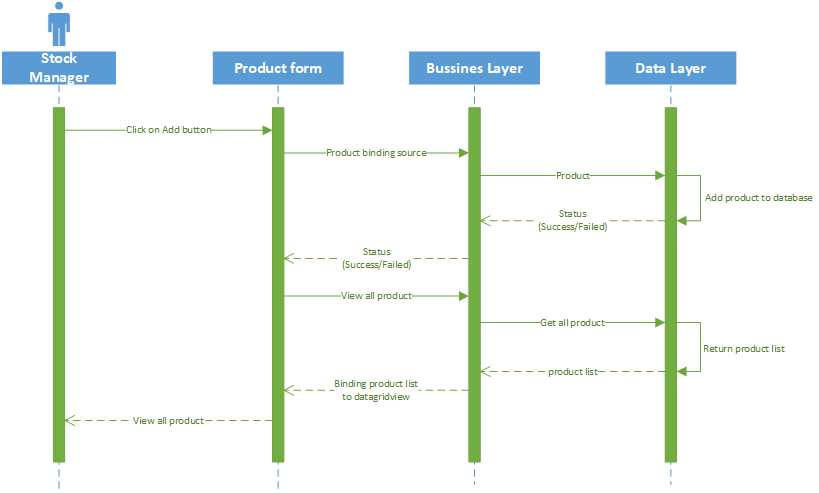 Stock
Manager
Product form
Bussines Layer
Data Layer
Click on Add button
Product binding source
Product
Add product to database
Status
(Success/Failed)
Status
(Success/Failed)
View all product
Get all product
Return product list
product list
Binding product list
to datagridview
View all product